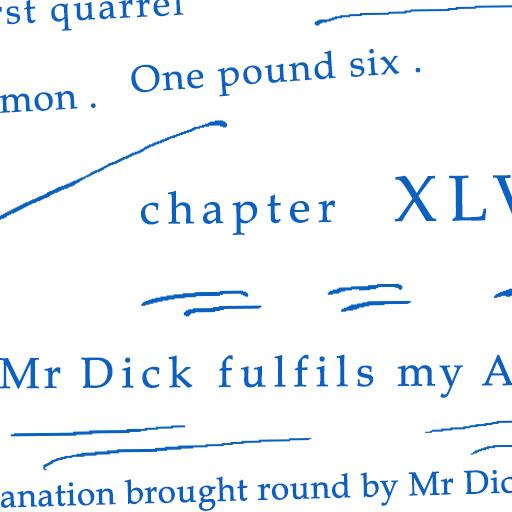 rst quarrel
mon . One pound six .
chapter XLV
Mr Dick fulfils my A
anation brought round by Mr Dic